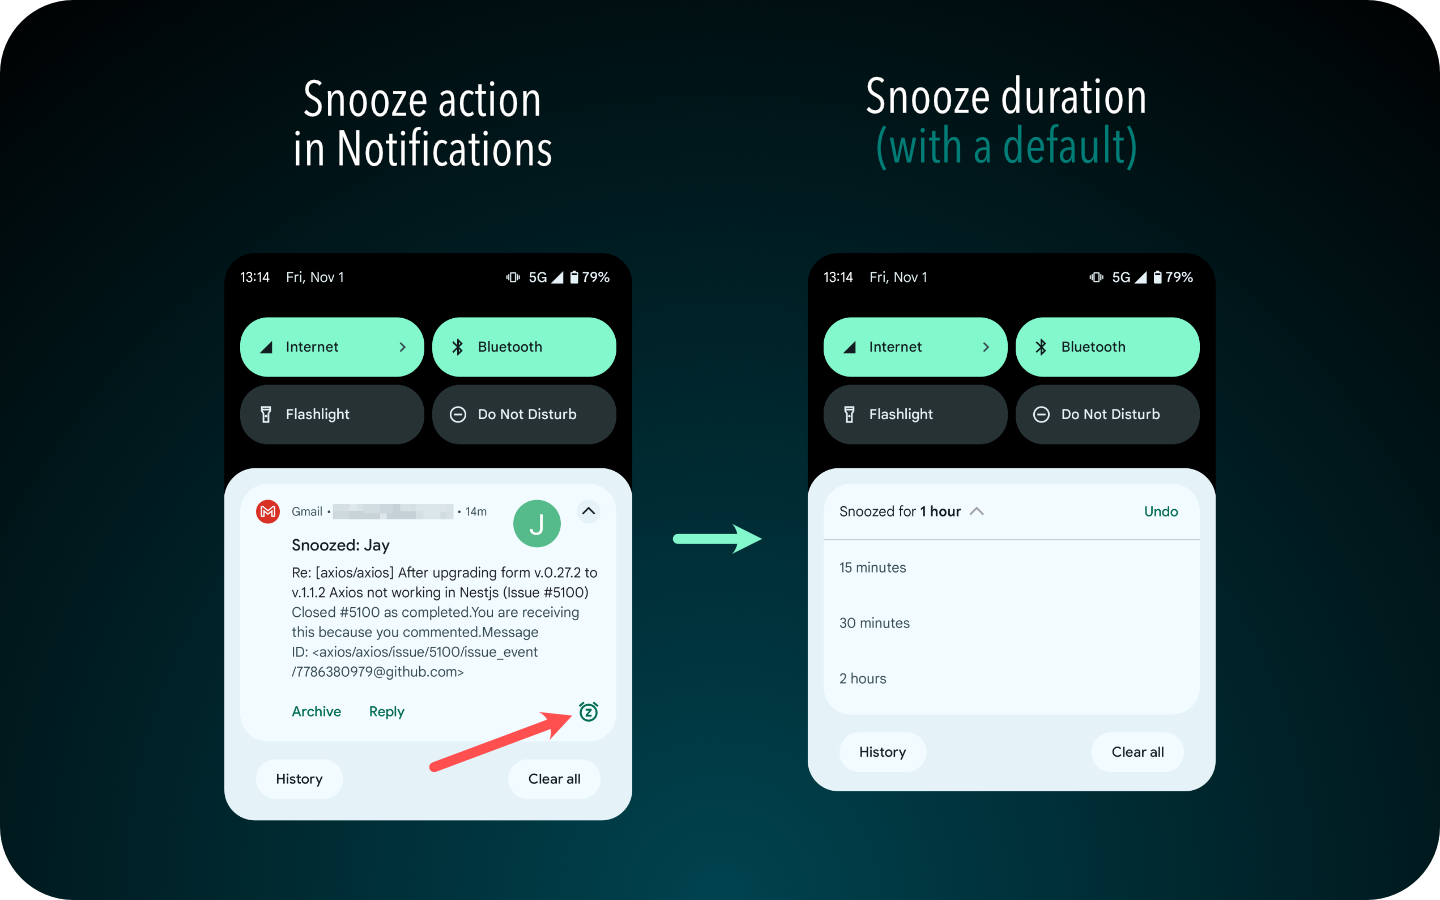 Snooze action
in Notifications
Snooze duration
(with a default)
13:14 Fri, Nov 1 5G 79%
Internet Bluetooth
Flashlight Do Not Disturb
Gmail • • 14m
J
Snoozed: Jay
Re: [axios/axios] After upgrading form v.0.27.2 to
v.1.1.2 Axios not working in Nestjs (Issue #5100)
Closed #5100 as completed.You are receiving
this because you commented.Message
ID: <axios/axios/issue/5100/issue_event
/7786380979@github.com>
Archive Reply
History Clear all
13:14 Fri, Nov 1 5G 79%
Internet Bluetooth
Flashlight Do Not Disturb
Snoozed for 1 hour Undo
15 minutes
30 minutes
2 hours
History Clear all